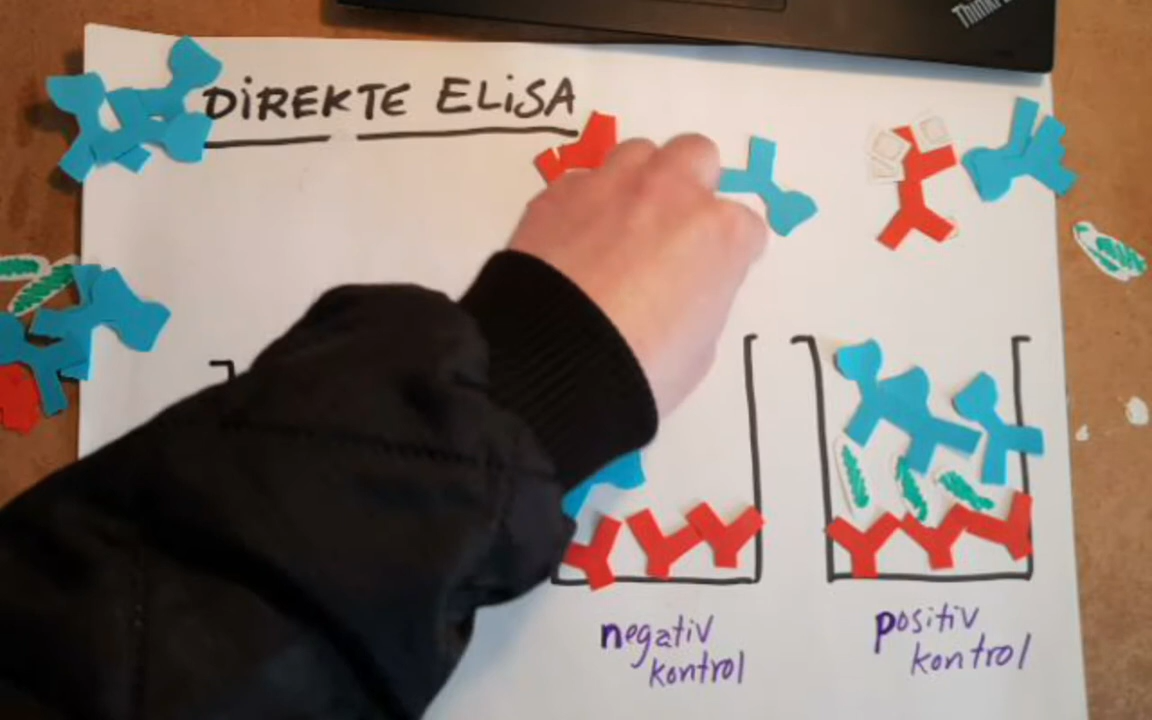 DIREKTE ELISA
negativ
kontrol
positiv
kontrol